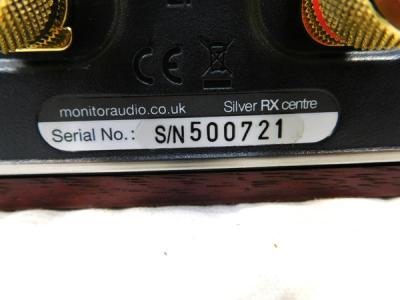 CE
monitoraudio.co.uk Silver RX centre
Serial No.: S/N500721